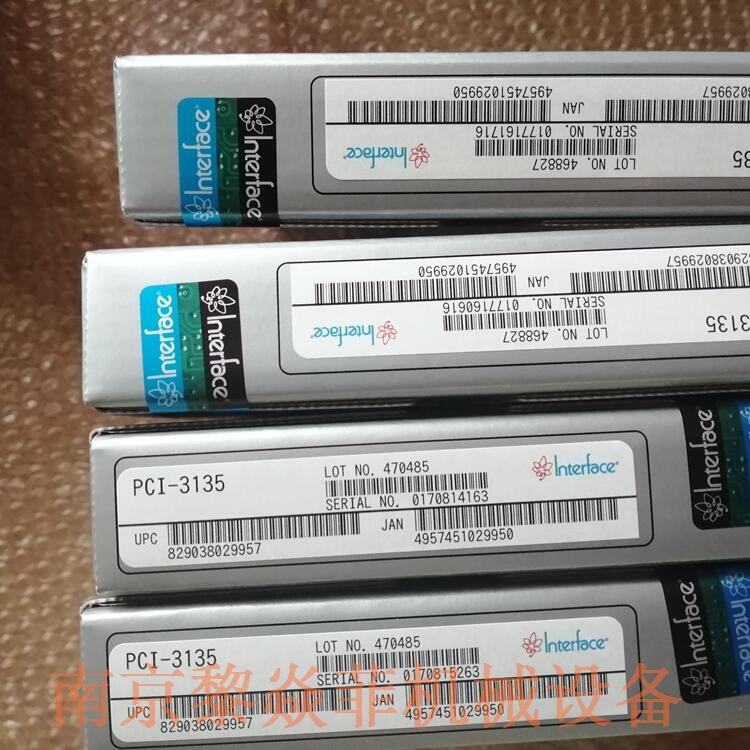 Interface
Interface
4957451029950
JAN
38029957
SERIAL NO. 0177161716
LOT NO. 468827
Interface
35
Interface
Interface
4957451029950
JAN
829038029957
SERIAL NO. 0177160616
LOT NO. 468827
Interface
3135
PCI-3135
LOT NO. 470485
SERIAL NO. 0170814163
Interface
UPC
829038029957
JAN
4957451029950
Interface
PCI-3135
LOT NO. 470485
SERIAL NO. 0170815263
Interface
UPC
829038029957
JAN
4957451029950
Interface
南京黎焱菲机械设备